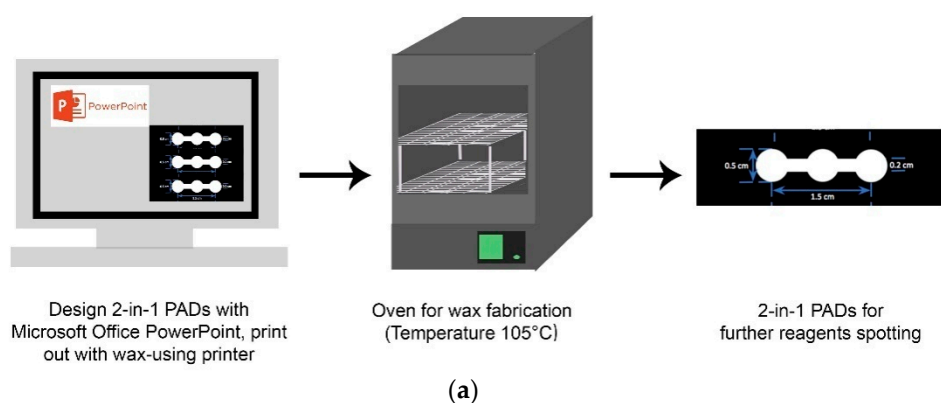 P PowerPoint
0.5 cm
0.2 cm
1.5 cm
Design 2-in-1 PADs with
Microsoft Office PowerPoint, print
out with wax-using printer
Oven for wax fabrication
(Temperature 105°C)
2-in-1 PADs for
further reagents spotting
(a)